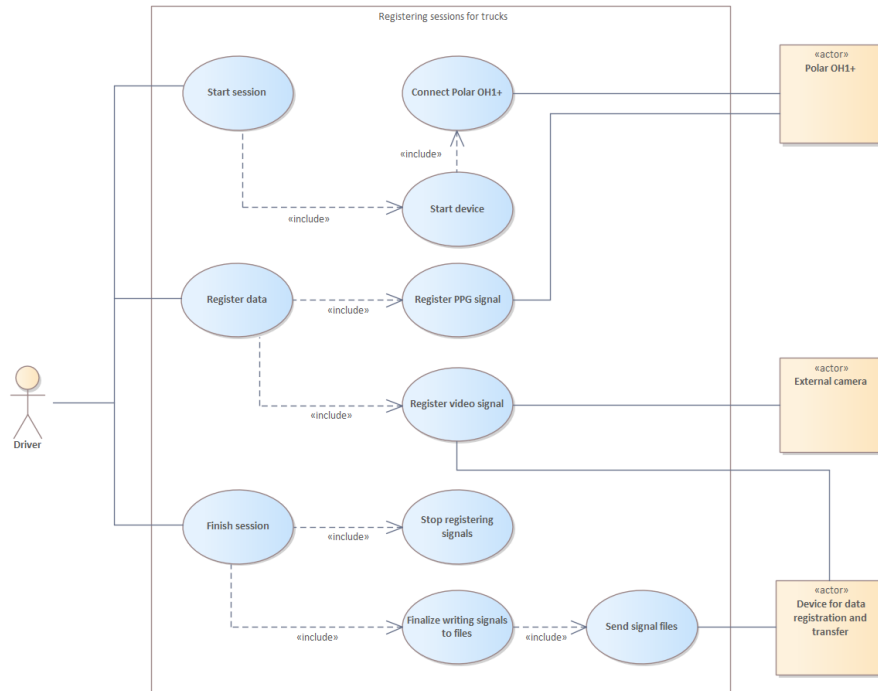 Registering sessions for trucks
«actor»
Polar OH1+
Start session
Connect Polar OH1+
«include»
Start device
«include»
Register data
Register PPG signal
«include»
«actor»
External camera
Register video signal
«include»
Driver
Finish session
Stop registering
signals
«include»
«actor»
Device for data
registration and
transfer
Finalize writing signals
to files
Send signal files
«include»
«include»